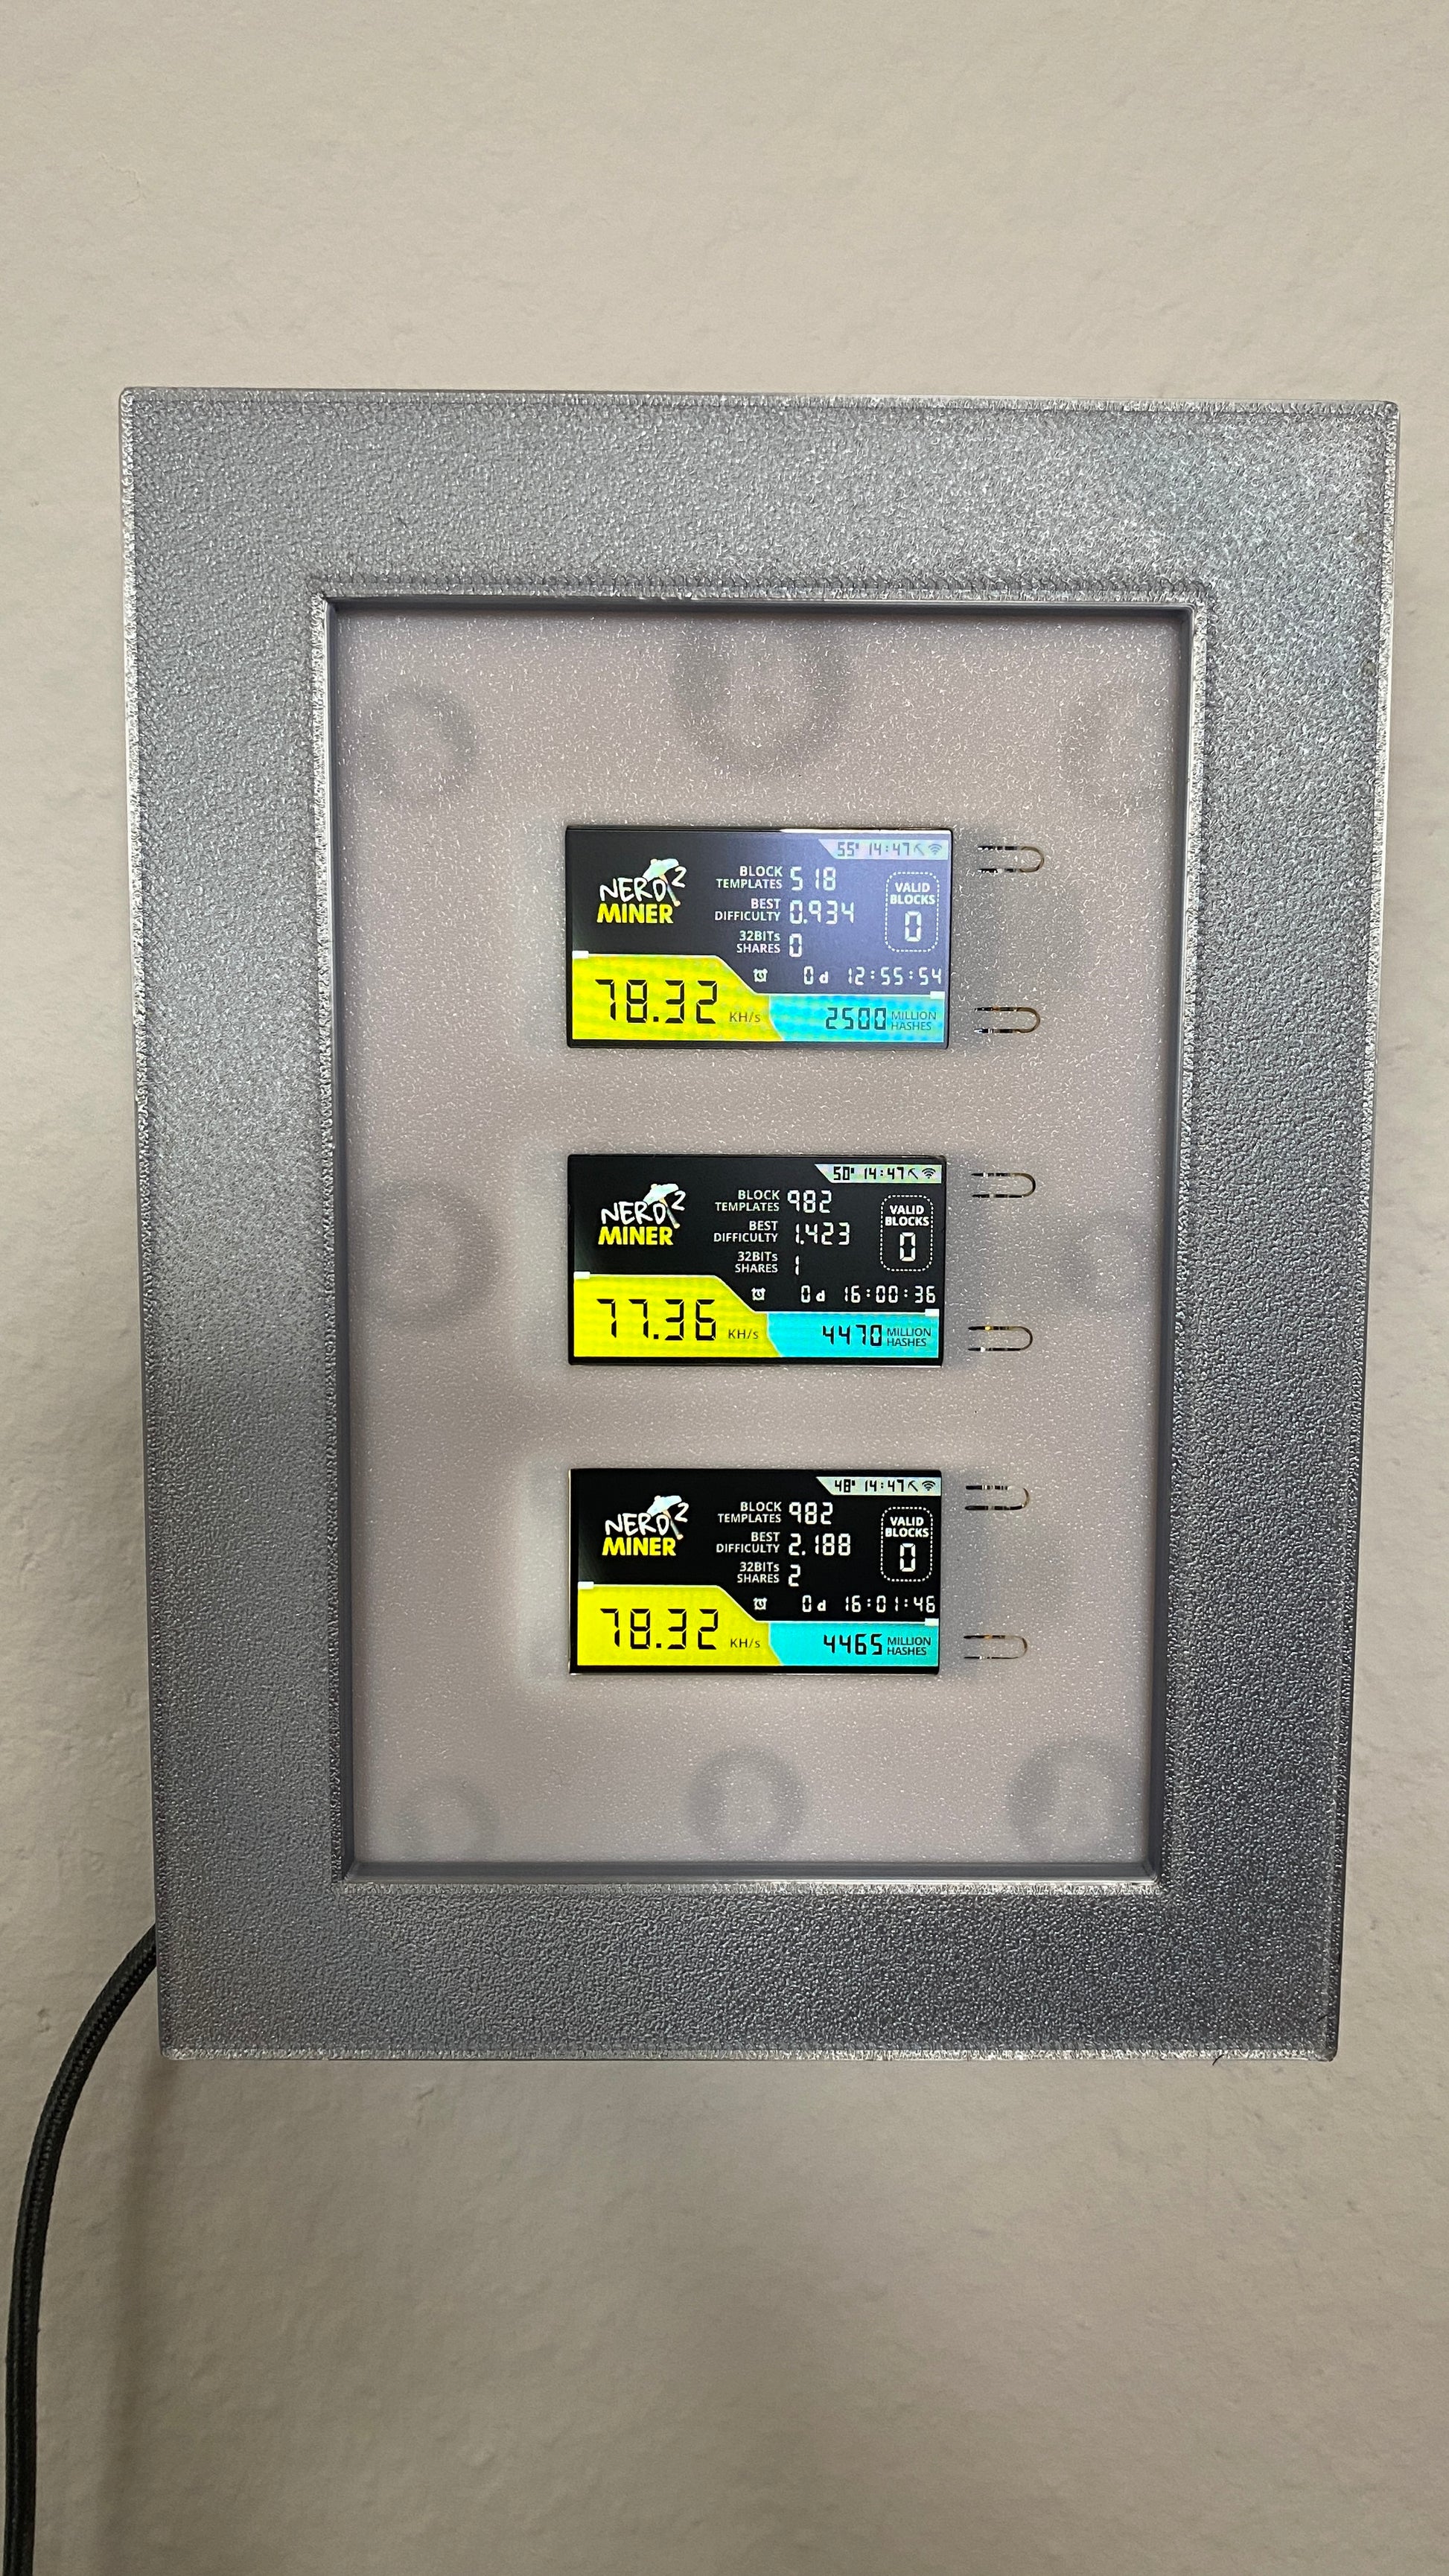 55° 14:47
NERD 2
MINER
BLOCK TEMPLATES 518
BEST DIFFICULTY 0.934
32BITs SHARES 0
VALID BLOCKS 0
0d 12:55:54
78.32 KH/s
2500 MILLION HASHES
50° 14:47
NERD 2
MINER
BLOCK TEMPLATES 982
BEST DIFFICULTY 1.423
32BITs SHARES 1
VALID BLOCKS 0
0d 16:00:36
77.36 KH/s
4470 MILLION HASHES
48° 14:47
NERD 2
MINER
BLOCK TEMPLATES 982
BEST DIFFICULTY 2.188
32BITs SHARES 2
VALID BLOCKS 0
0d 16:01:46
78.32 KH/s
4465 MILLION HASHES